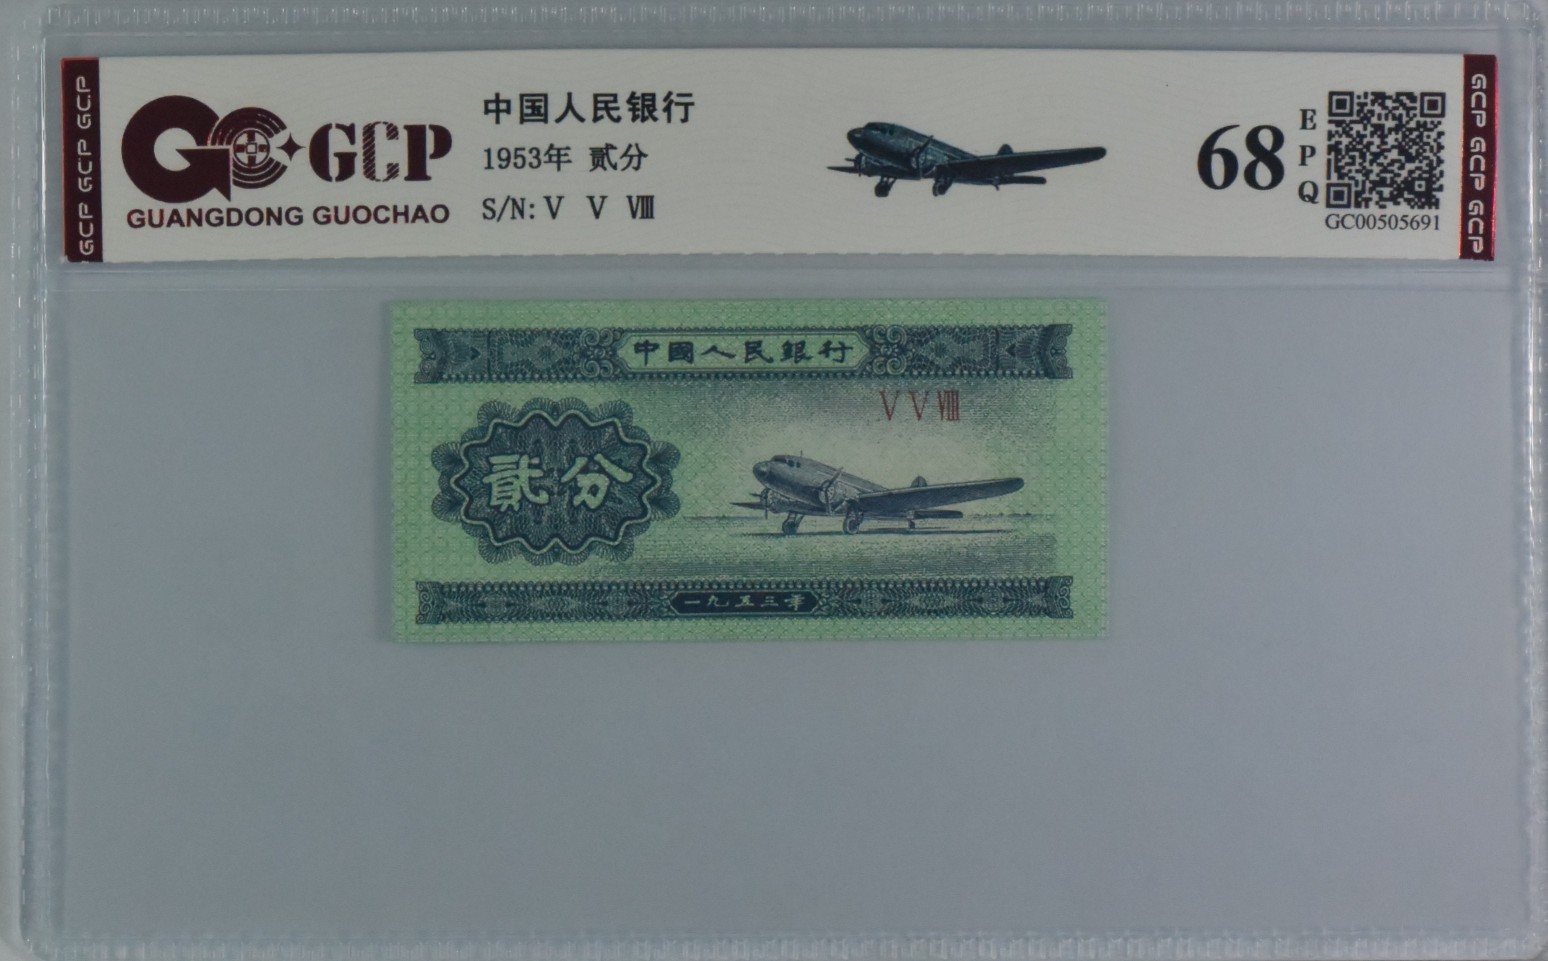 GCP GCP GCP
GCP
GUANGDONG GUOCHAO
中国人民银行
1953年 贰分
S/N: Ⅴ Ⅴ Ⅷ
68
E
P
Q
GC00505691
GCP GCP GCP
中國人民銀行
Ⅴ Ⅴ Ⅷ
貳分
一九五三年